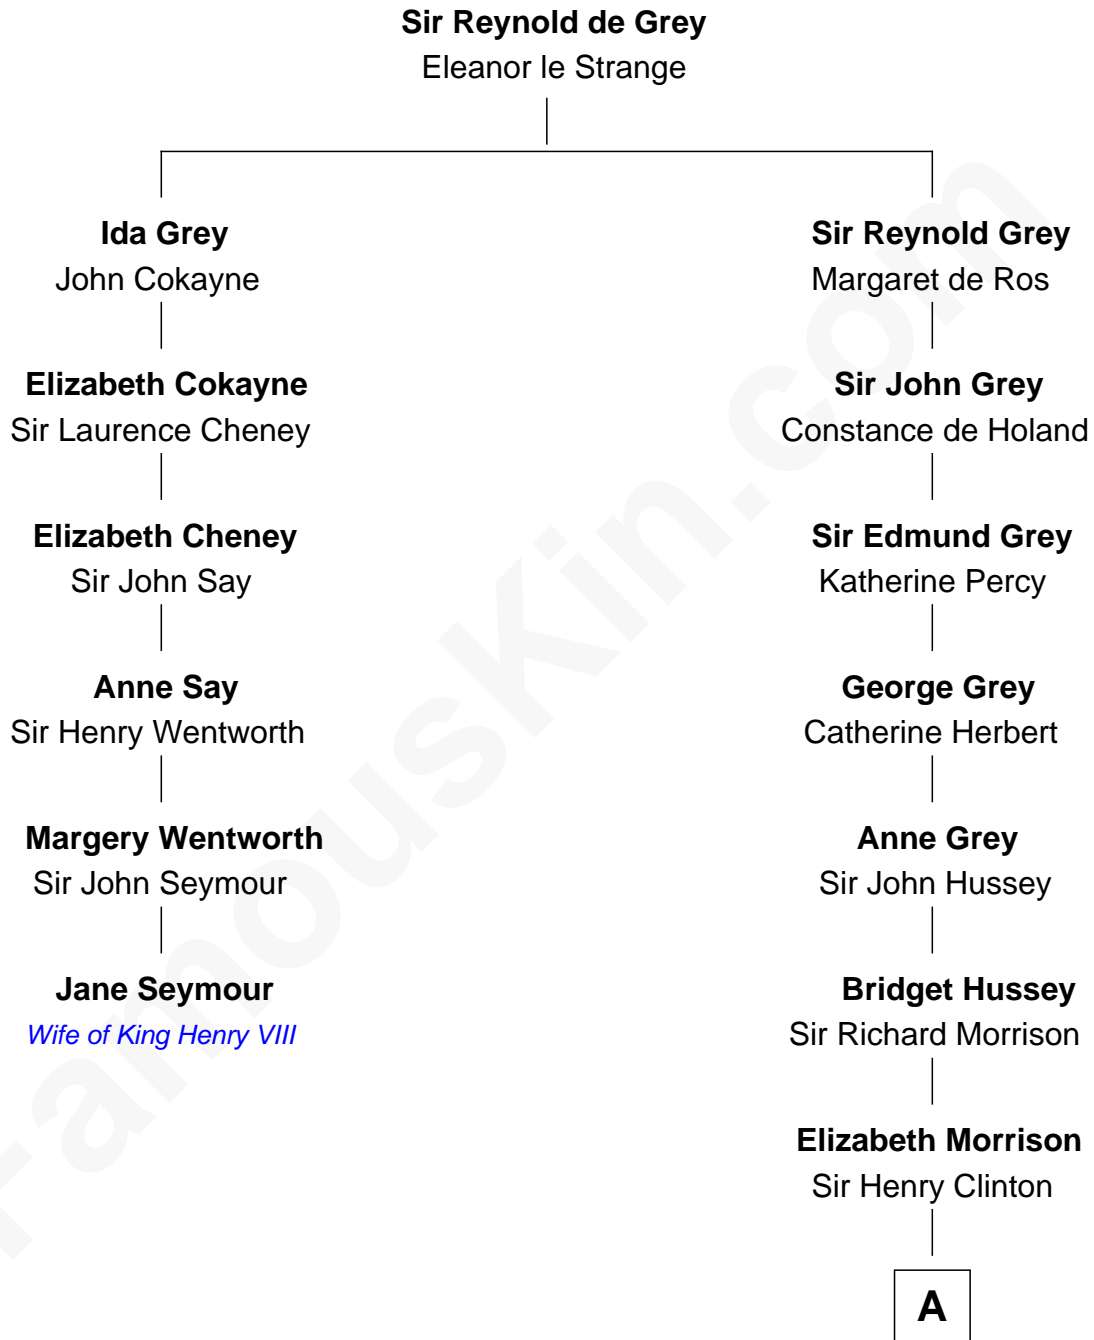 Sir Reynold de Grey
Eleanor le Strange
Ida Grey
John Cokayne
Elizabeth Cokayne
Sir Laurence Cheney
Elizabeth Cheney
Sir John Say
Anne Say
Sir Henry Wentworth
Margery Wentworth
Sir John Seymour
Jane Seymour
Wife of King Henry VIII
Sir Reynold Grey
Margaret de Ros
Sir John Grey
Constance de Holand
Sir Edmund Grey
Katherine Percy
George Grey
Catherine Herbert
Anne Grey
Sir John Hussey
Bridget Hussey
Sir Richard Morrison
Elizabeth Morrison
Sir Henry Clinton
A
FamousKin.com